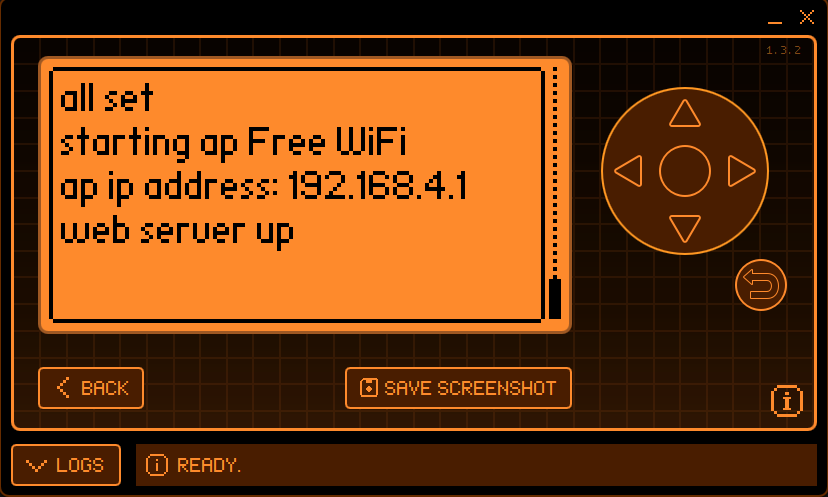 1.3.2
all set
starting ap Free WiFi
ap ip address: 192.168.4.1
web server up
BACK
SAVE SCREENSHOT
LOGS
READY.